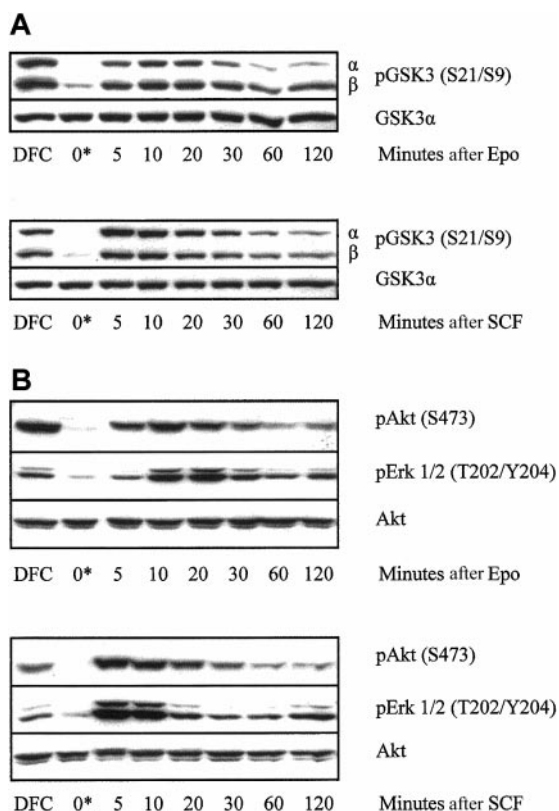 A
α
pGSK3 (S21/S9)
β
GSK3α
DFC 0* 5 10 20 30 60 120 Minutes after Epo
α
pGSK3 (S21/S9)
β
GSK3α
DFC 0* 5 10 20 30 60 120 Minutes after SCF
B
pAkt (S473)
pErk 1/2 (T202/Y204)
Akt
DFC 0* 5 10 20 30 60 120 Minutes after Epo
pAkt (S473)
pErk 1/2 (T202/Y204)
Akt
DFC 0* 5 10 20 30 60 120 Minutes after SCF